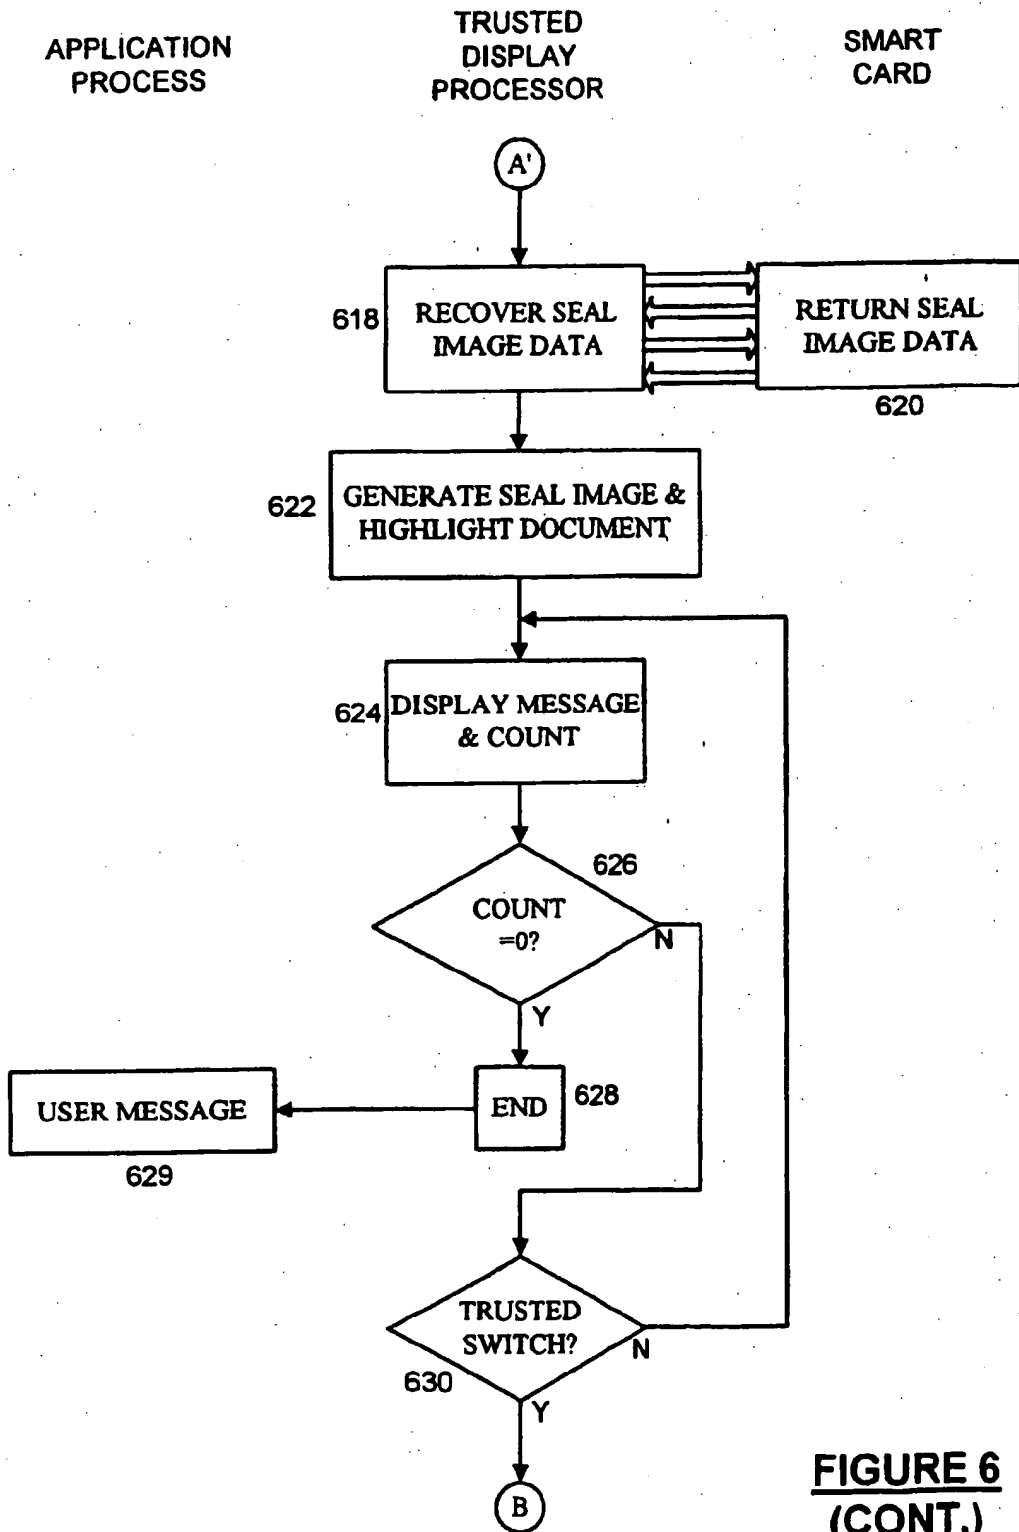 APPLICATION
PROCESS
TRUSTED
DISPLAY
PROCESSOR
SMART
CARD
A'
618
RECOVER SEAL
IMAGE DATA
RETURN SEAL
IMAGE DATA
620
622
GENERATE SEAL IMAGE &
HIGHLIGHT DOCUMENT
624
DISPLAY MESSAGE
& COUNT
626
COUNT
=0?
N
Y
USER MESSAGE
629
END
628
TRUSTED
SWITCH?
N
630
Y
B
FIGURE 6
(CONT.)